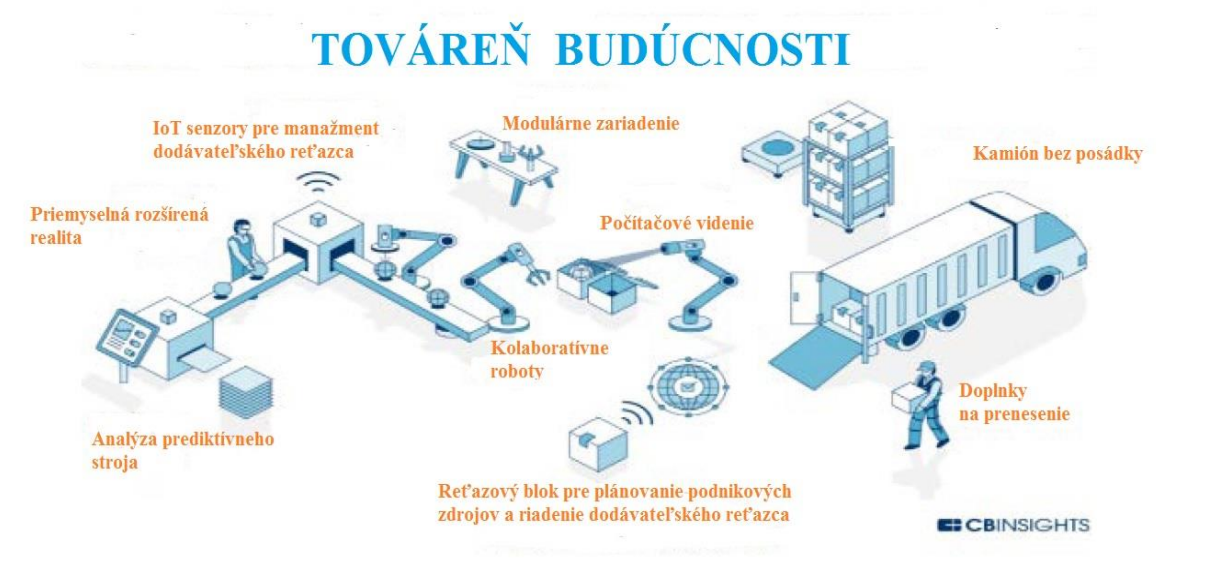 TOVÁREŇ BUDÚCNOSTI
IoT senzory pre manažment
dodávateľského reťazca
Modulárne zariadenie
Kamión bez posádky
Priemyselná rozšírená
realita
Počítačové videnie
Kolaboratívne
roboty
Doplnky
na prenesenie
Analýza prediktívneho
stroja
Reťazový blok pre plánovanie podnikových
zdrojov a riadenie dodávateľského reťazca
CBINSIGHTS